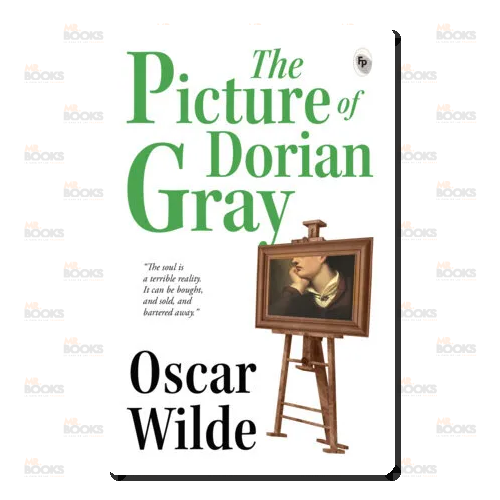 The
Picture of
Dorian
Gray
FP
"The soul is
a terrible reality.
It can be bought,
and sold, and
bartered away."
Oscar
Wilde
MR
BOOKS